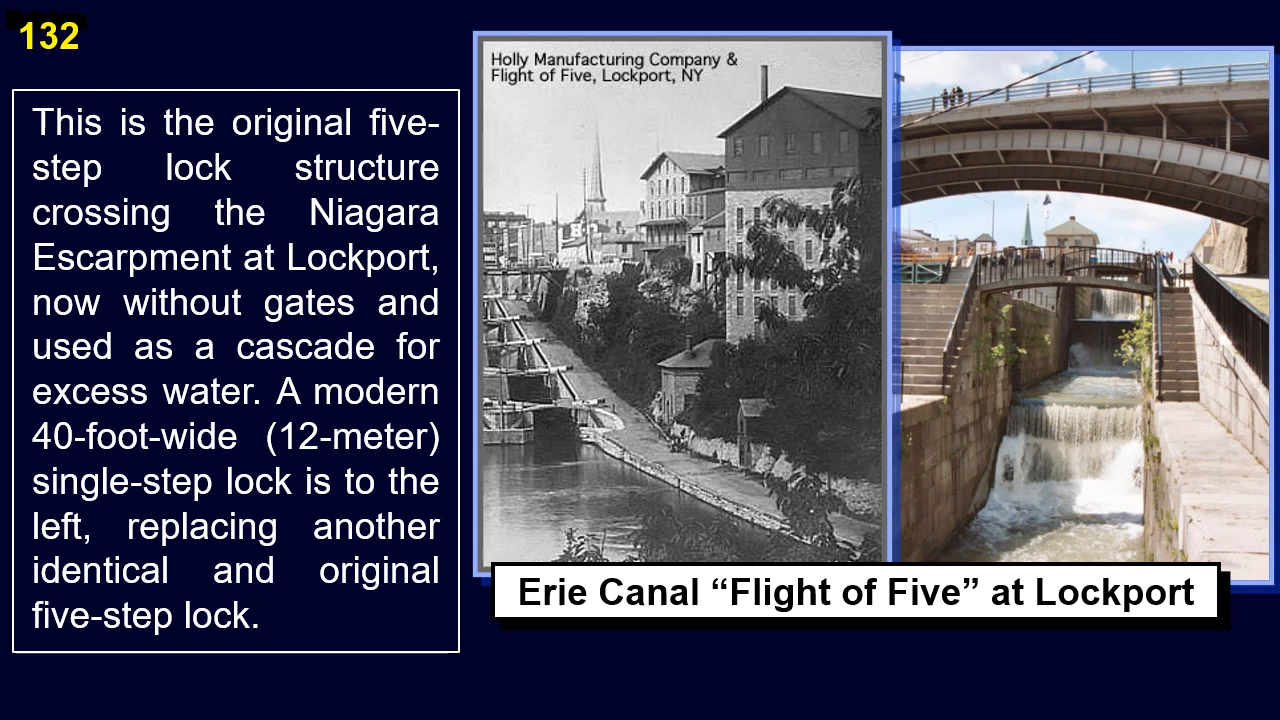 132
This is the original five-
step lock structure
crossing the Niagara
Escarpment at Lockport,
now without gates and
used as a cascade for
excess water. A modern
40-foot-wide (12-meter)
single-step lock is to the
left, replacing another
identical and original
five-step lock.
Holly Manufacturing Company &
Flight of Five, Lockport, NY
Erie Canal “Flight of Five” at Lockport